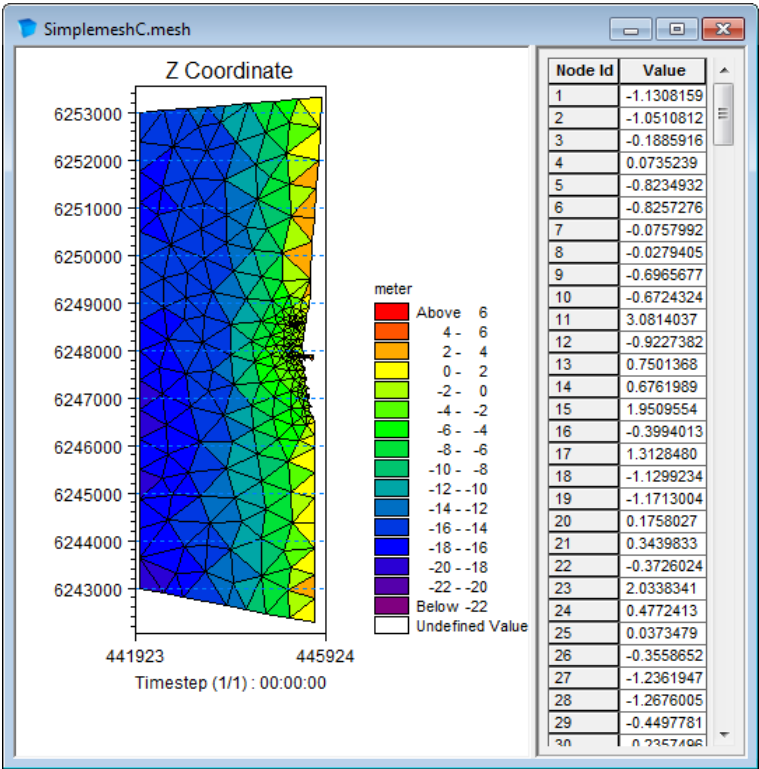 SimplemeshC.mesh
Z Coordinate
6253000
6252000
6251000
6250000
6249000
6248000
6247000
6246000
6245000
6244000
6243000
441923 445924
Timestep (1/1) : 00:00:00
meter
Above 6
4 - 6
2 - 4
0 - 2
-2 - 0
-4 - -2
-6 - -4
-8 - -6
-10 - -8
-12 - -10
-14 - -12
-16 - -14
-18 - -16
-20 - -18
-22 - -20
Below -22
Undefined Value
Node Id Value
1 -1.1308159
2 -1.0510812
3 -0.1885916
4 0.0735239
5 -0.8234932
6 -0.8257276
7 -0.0757992
8 -0.0279405
9 -0.6965677
10 -0.6724324
11 3.0814037
12 -0.9227382
13 0.7501368
14 0.6761989
15 1.9509554
16 -0.3994013
17 1.3128480
18 -1.1299234
19 -1.1713004
20 0.1758027
21 0.3439833
22 -0.3726024
23 2.0338341
24 0.4772413
25 0.0373479
26 -0.3558652
27 -1.2361947
28 -1.2676005
29 -0.4497781
30 -0.2357496